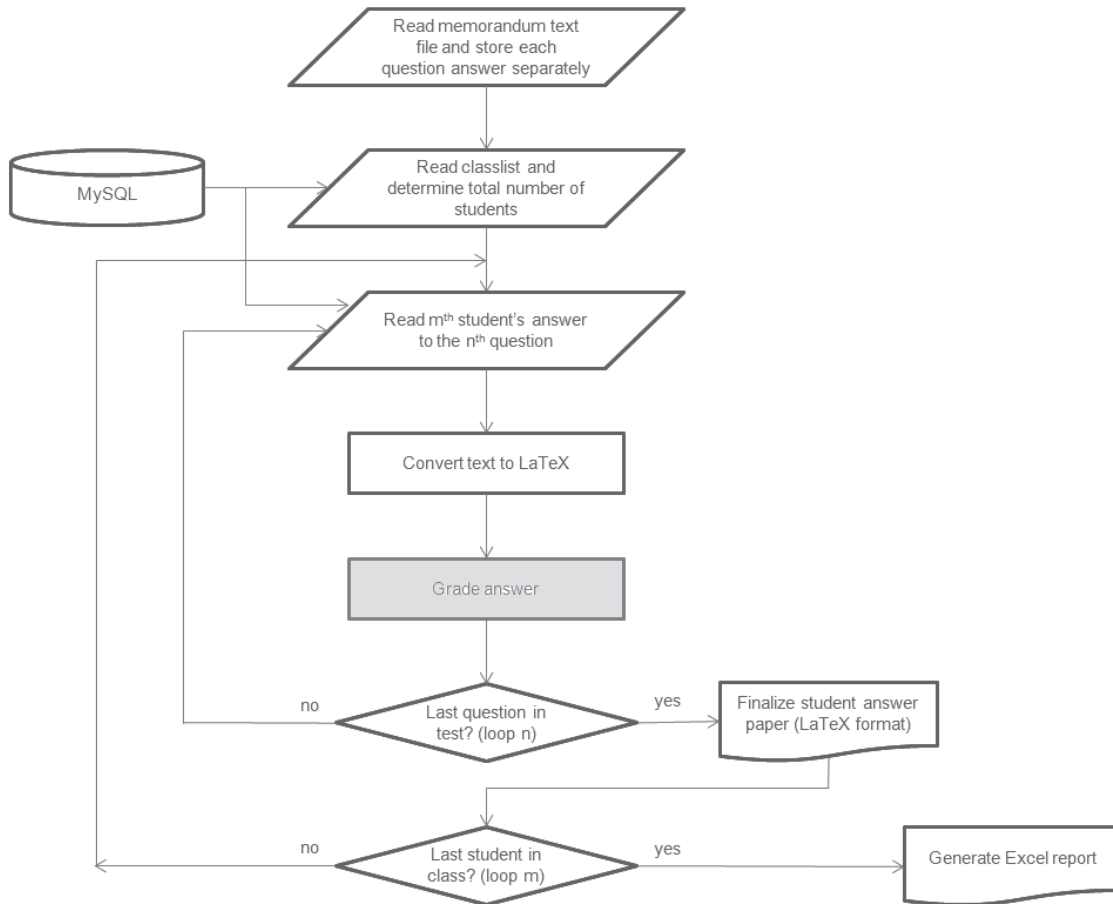 Read memorandum text
file and store each
question answer separately
Read classlist and
determine total number of
students
MySQL
Read mᵗʰ student's answer
to the nᵗʰ question
Convert text to LaTeX
Grade answer
no
Last question in
test? (loop n)
yes
Finalize student answer
paper (LaTeX format)
no
Last student in
class? (loop m)
yes
Generate Excel report